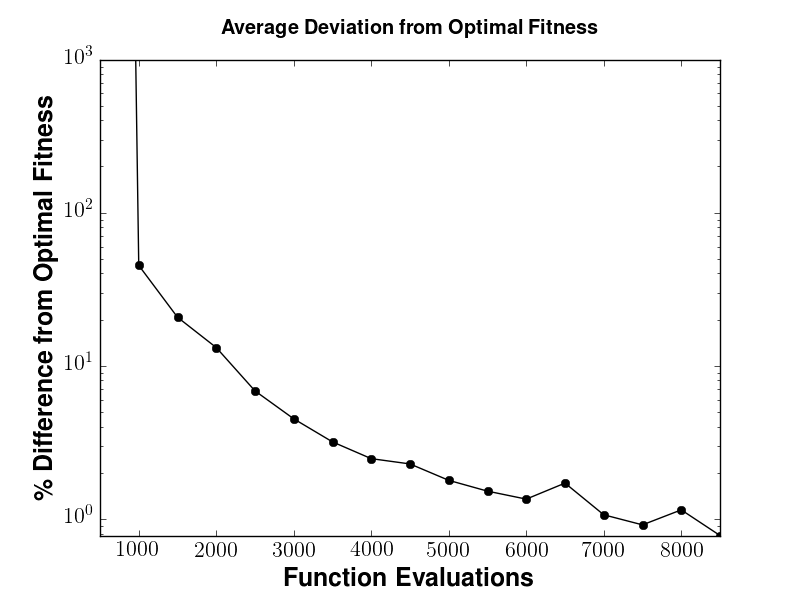 Average Deviation from Optimal Fitness
% Difference from Optimal Fitness
10³
10²
10¹
10⁰
1000 2000 3000 4000 5000 6000 7000 8000
Function Evaluations